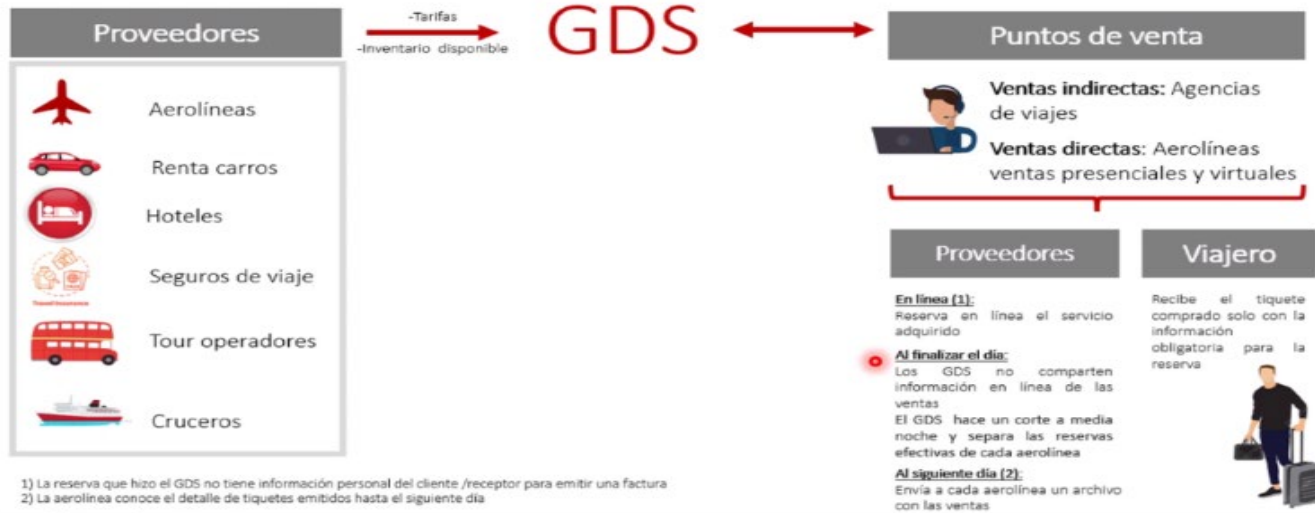 Proveedores
-Tarifas
-Inventario disponible
GDS
Puntos de venta
Aerolíneas
Renta carros
Hoteles
Seguros de viaje
Travel Insurance
Tour operadores
Cruceros
Ventas indirectas: Agencias
de viajes
Ventas directas: Aerolíneas
ventas presenciales y virtuales
Proveedores
En línea (1):
Reserva en línea el servicio
adquirido
Al finalizar el día:
Los GDS no comparten
información en línea de las
ventas
El GDS hace un corte a media
noche y separa las reservas
efectivas de cada aerolínea
Al siguiente día (2):
Envía a cada aerolínea un archivo
con las ventas
Viajero
Recibe el tiquete
comprado solo con la
información
obligatoria para la
reserva
1) La reserva que hizo el GDS no tiene información personal del cliente /receptor para emitir una factura
2) La aerolínea conoce el detalle de tiquetes emitidos hasta el siguiente día